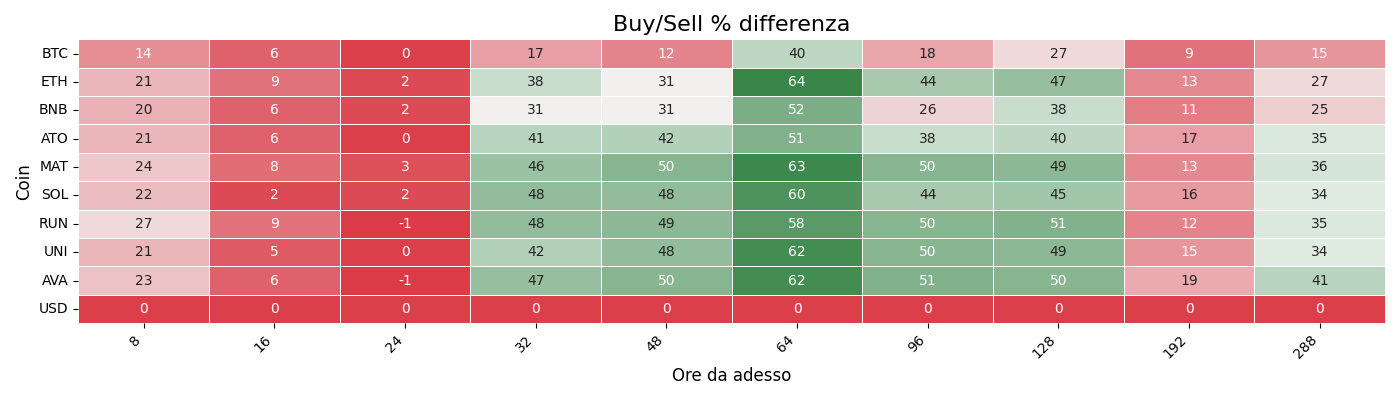 Buy/Sell % differenza
Coin
BTC 14 6 0 17 12 40 18 27 9 15
ETH 21 9 2 38 31 64 44 47 13 27
BNB 20 6 2 31 31 52 26 38 11 25
ATO 21 6 0 41 42 51 38 40 17 35
MAT 24 8 3 46 50 63 50 49 13 36
SOL 22 2 2 48 48 60 44 45 16 34
RUN 27 9 -1 48 49 58 50 51 12 35
UNI 21 5 0 42 48 62 50 49 15 34
AVA 23 6 -1 47 50 62 51 50 19 41
USD 0 0 0 0 0 0 0 0 0 0
8 16 24 32 48 64 96 128 192 288
Ore da adesso